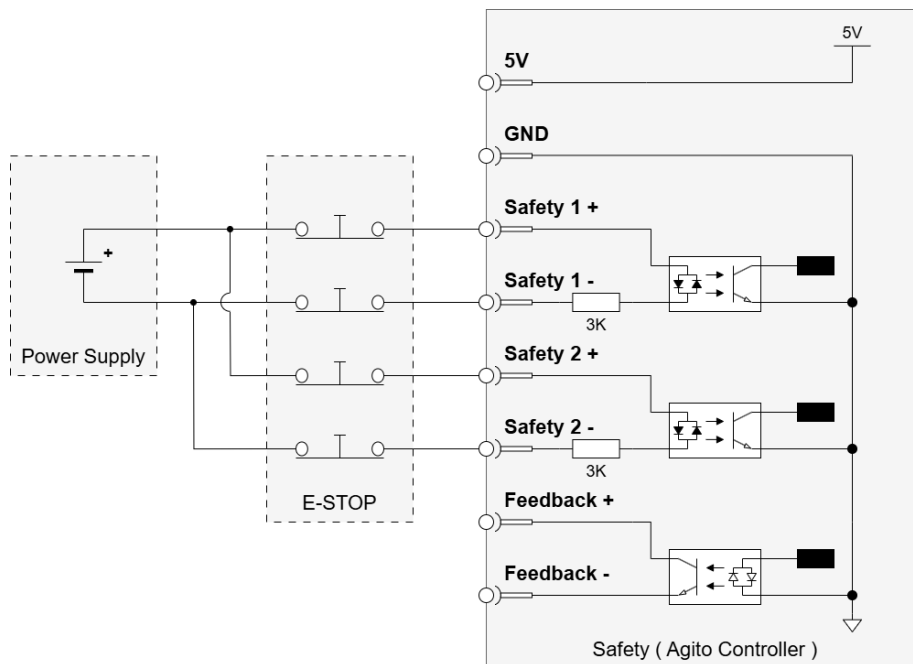 5V
5V
GND
Safety 1 +
+
Safety 1 -
3K
Power Supply
Safety 2 +
Safety 2 -
3K
E-STOP
Feedback +
Feedback -
Safety ( Agito Controller )